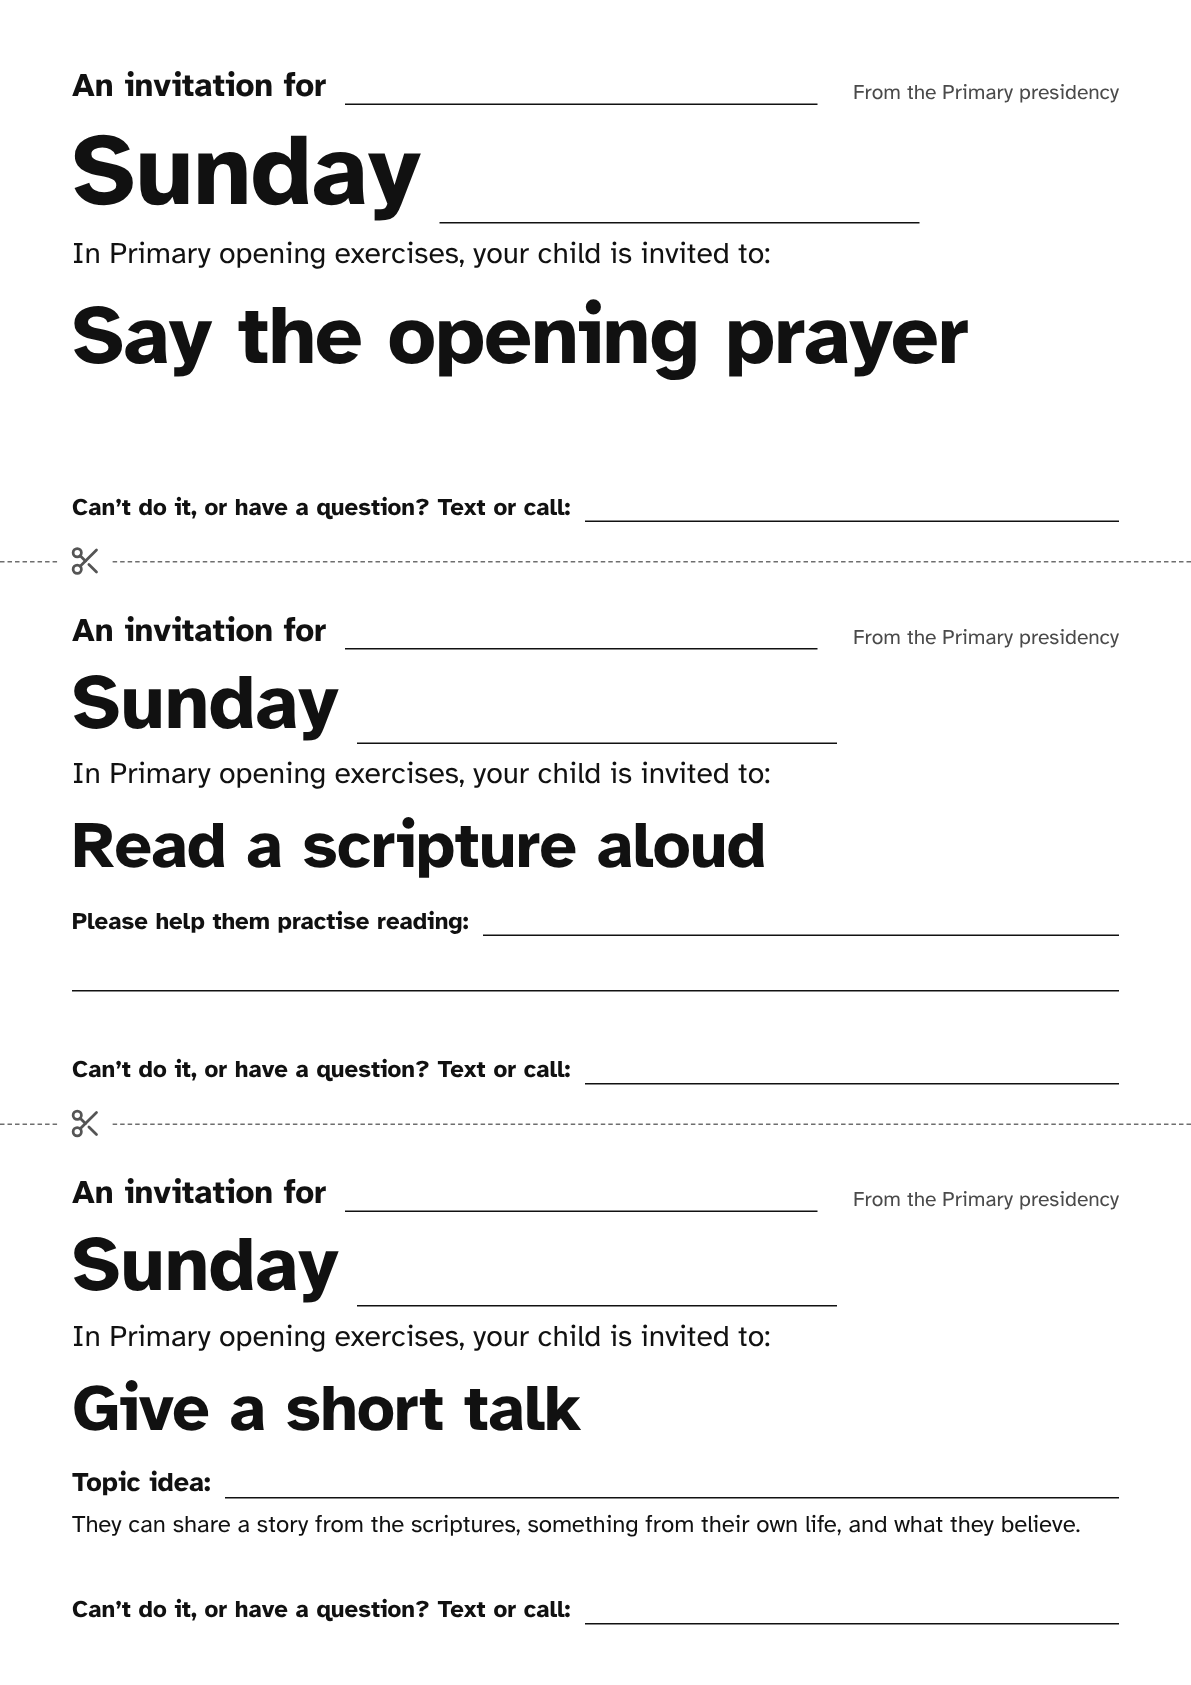 An invitation for
From the Primary presidency
Sunday
In Primary opening exercises, your child is invited to:
Say the opening prayer
Can’t do it, or have a question? Text or call:
An invitation for
From the Primary presidency
Sunday
In Primary opening exercises, your child is invited to:
Read a scripture aloud
Please help them practise reading:
Can’t do it, or have a question? Text or call:
An invitation for
From the Primary presidency
Sunday
In Primary opening exercises, your child is invited to:
Give a short talk
Topic idea:
They can share a story from the scriptures, something from their own life, and what they believe.
Can’t do it, or have a question? Text or call: